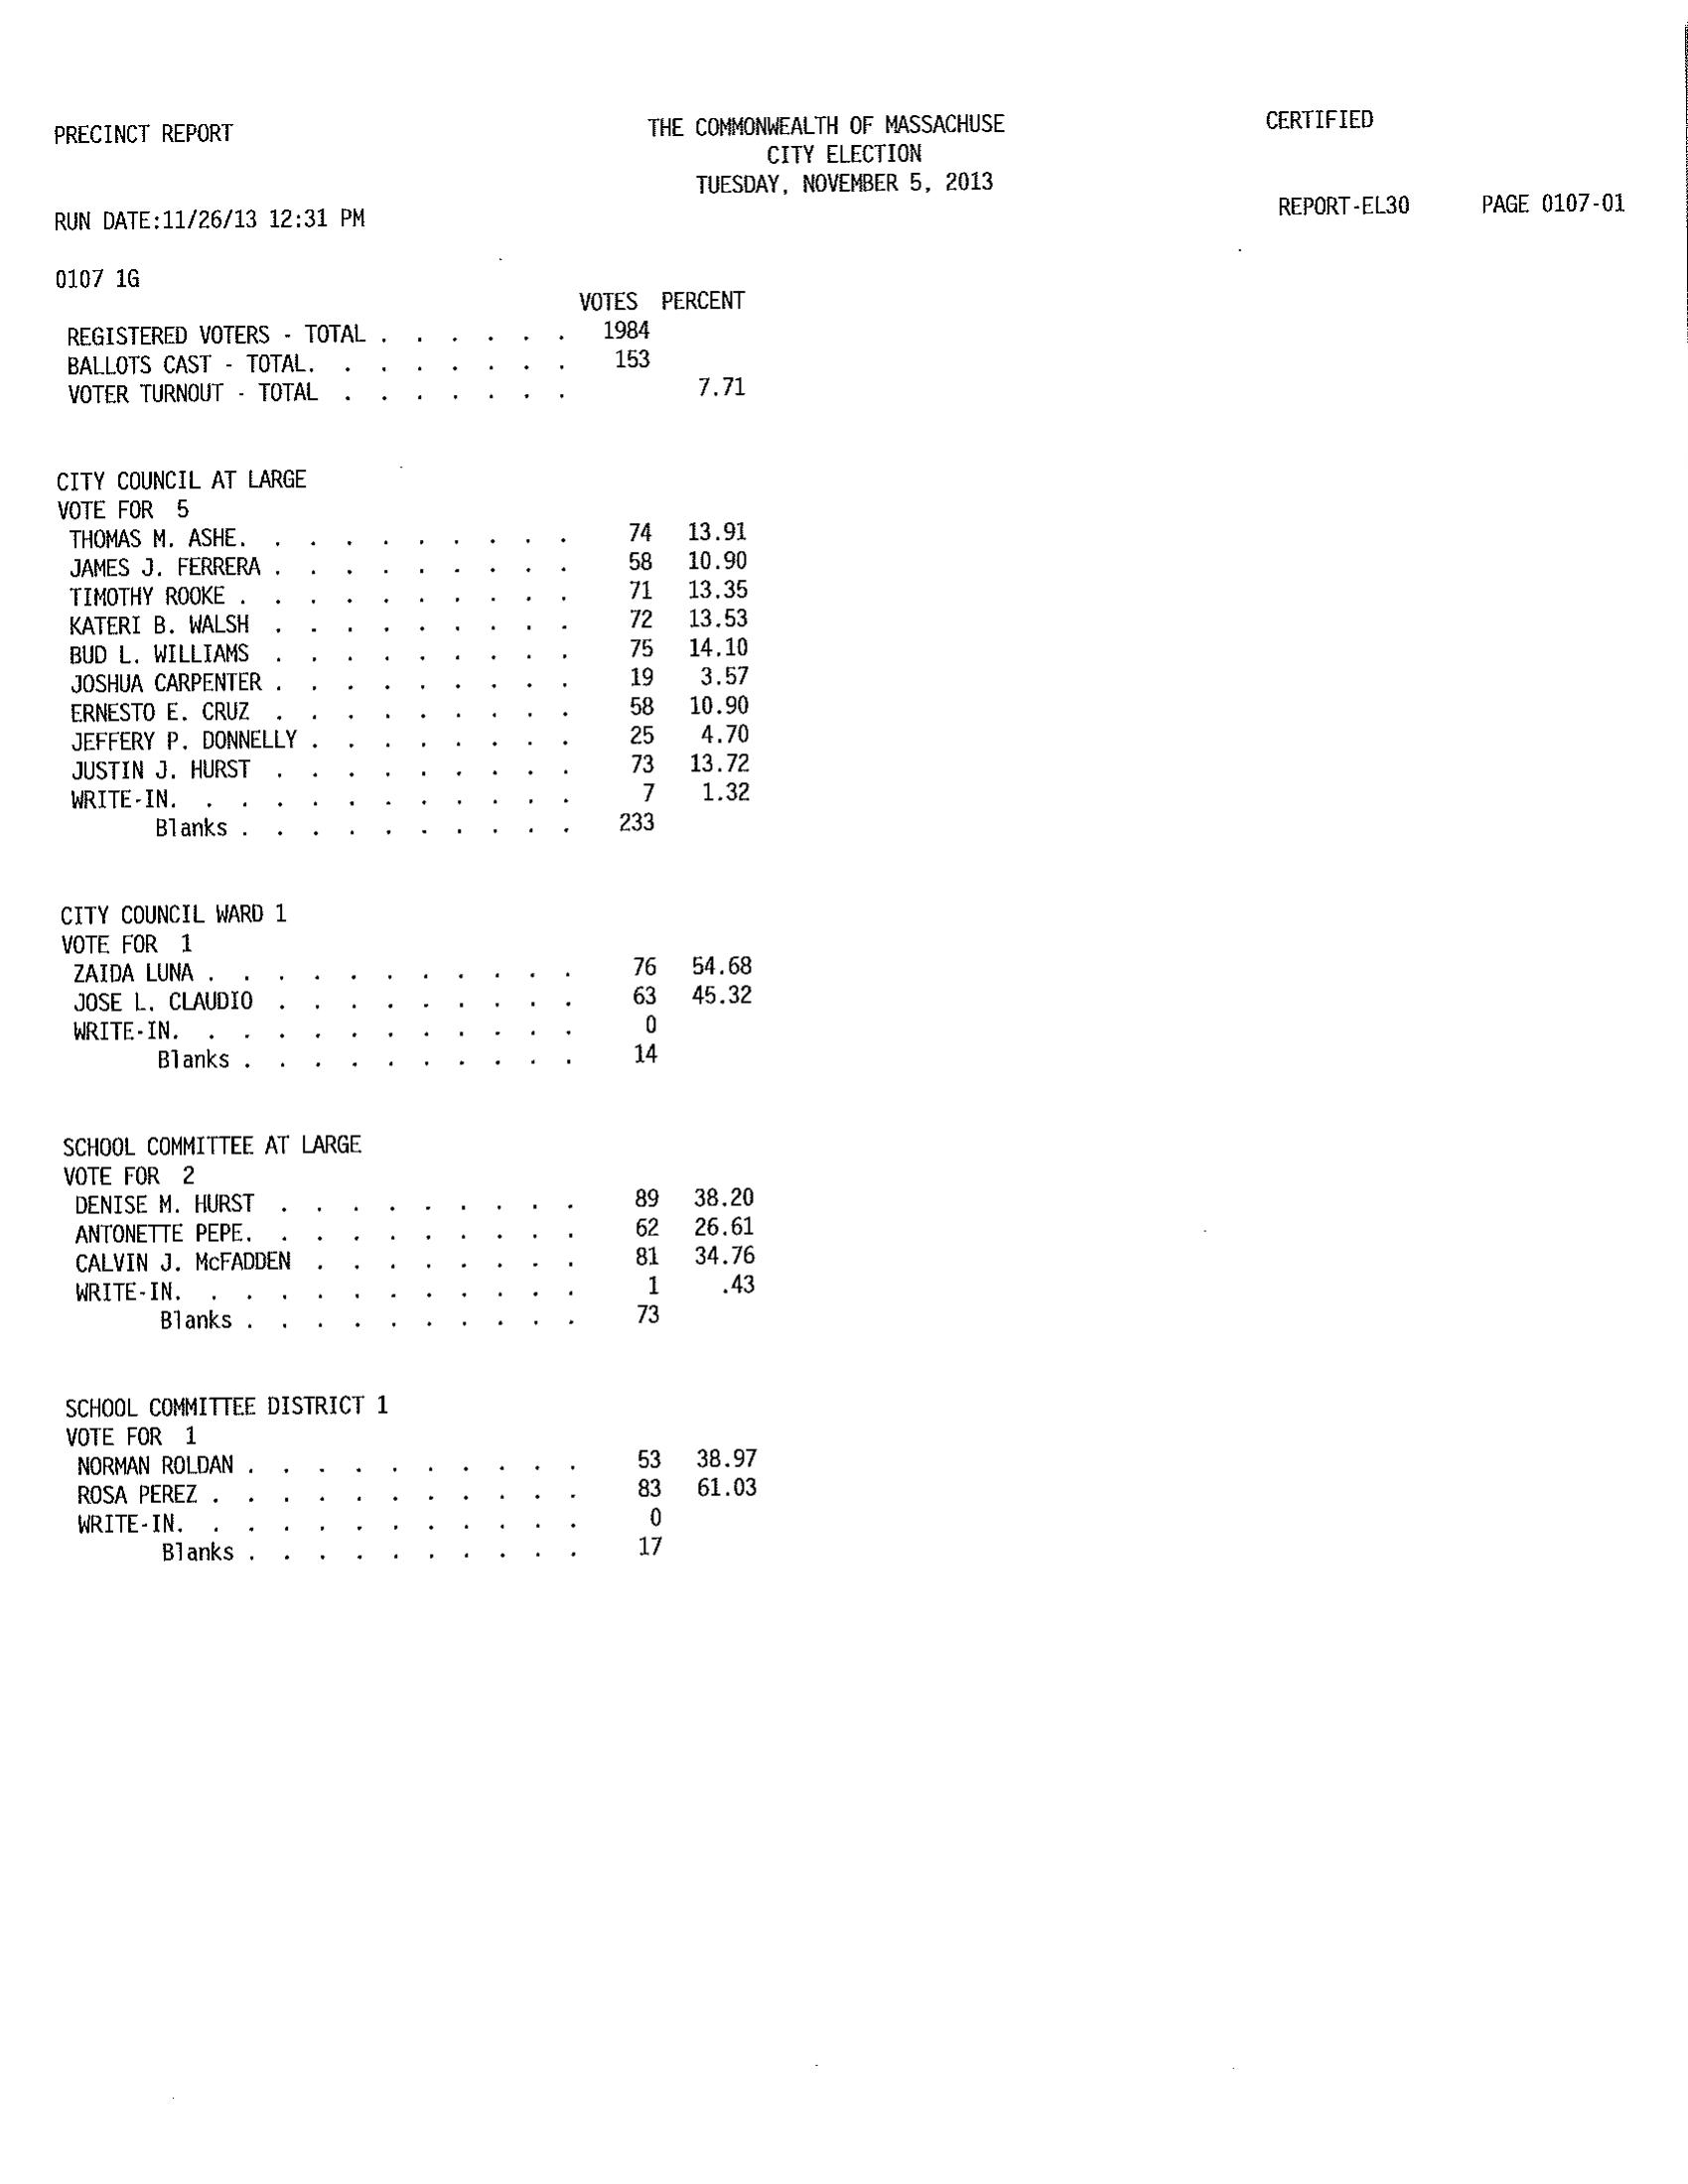 PRECINCT REPORT THE COMMONWEALTH OF MASSACHUSE CERTIFIED
CITY ELECTION
TUESDAY, NOVEMBER 5, 2013
RUN DATE:11/26/13 12:31 PM REPORT-EL30 PAGE 0107-01
0107 1G
VOTES PERCENT
REGISTERED VOTERS - TOTAL . . . . . . 1984
BALLOTS CAST - TOTAL. . . . . . . . 153
VOTER TURNOUT - TOTAL . . . . . . . 7.71
CITY COUNCIL AT LARGE
VOTE FOR 5
THOMAS M. ASHE. . . . . . . . . . 74 13.91
JAMES J. FERRERA . . . . . . . . . 58 10.90
TIMOTHY ROOKE . . . . . . . . . . 71 13.35
KATERI B. WALSH . . . . . . . . . 72 13.53
BUD L. WILLIAMS . . . . . . . . . 75 14.10
JOSHUA CARPENTER . . . . . . . . . 19 3.57
ERNESTO E. CRUZ . . . . . . . . . 58 10.90
JEFFERY P. DONNELLY . . . . . . . . 25 4.70
JUSTIN J. HURST . . . . . . . . . 73 13.72
WRITE-IN. . . . . . . . . . . . 7 1.32
Blanks . . . . . . . . . . 233
CITY COUNCIL WARD 1
VOTE FOR 1
ZAIDA LUNA . . . . . . . . . . . 76 54.68
JOSE L. CLAUDIO . . . . . . . . . 63 45.32
WRITE-IN. . . . . . . . . . . . 0
Blanks . . . . . . . . . . 14
SCHOOL COMMITTEE AT LARGE
VOTE FOR 2
DENISE M. HURST . . . . . . . . . 89 38.20
ANTONETTE PEPE. . . . . . . . . . 62 26.61
CALVIN J. McFADDEN . . . . . . . . 81 34.76
WRITE-IN. . . . . . . . . . . . 1 .43
Blanks . . . . . . . . . . 73
SCHOOL COMMITTEE DISTRICT 1
VOTE FOR 1
NORMAN ROLDAN . . . . . . . . . . 53 38.97
ROSA PEREZ . . . . . . . . . . . 83 61.03
WRITE-IN. . . . . . . . . . . . 0
Blanks . . . . . . . . . . 17